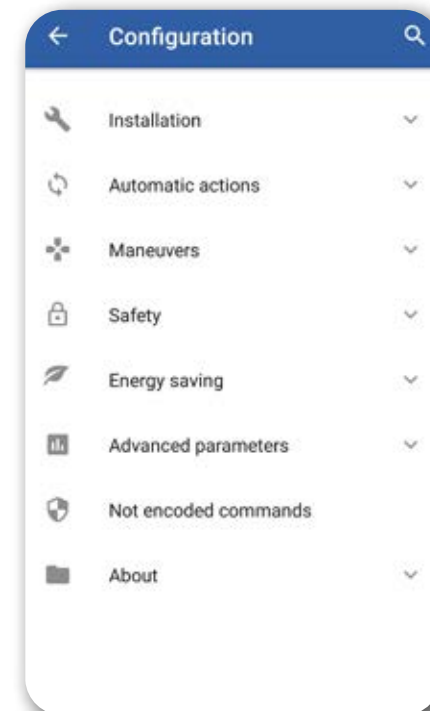 Configuration
Installation
Automatic actions
Maneuvers
Safety
Energy saving
Advanced parameters
Not encoded commands
About